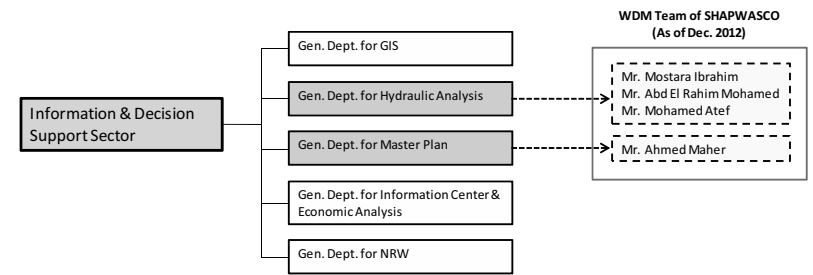 WDM Team of SHAPWASCO
(As of Dec. 2012)
Gen. Dept. for GIS
Gen. Dept. for Hydraulic Analysis
Mr. Mostara Ibrahim
Mr. Abd El Rahim Mohamed
Mr. Mohamed Atef
Information & Decision
Support Sector
Gen. Dept. for Master Plan
Mr. Ahmed Maher
Gen. Dept. for Information Center &
Economic Analysis
Gen. Dept. for NRW